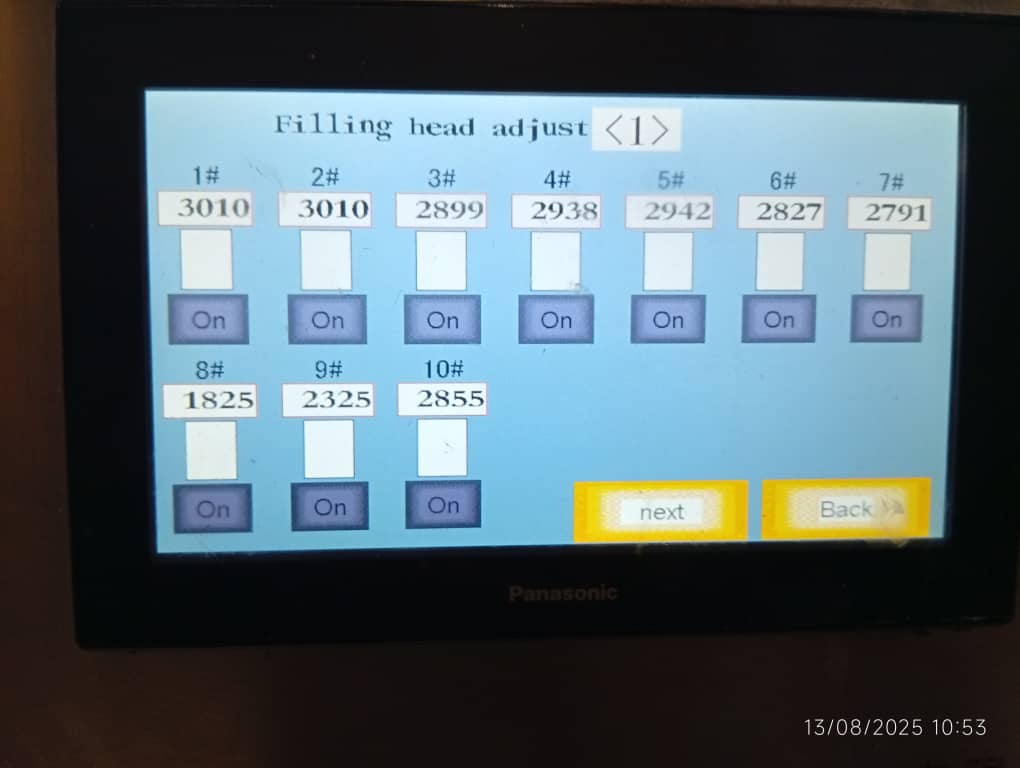 Filling head adjust <1>
1# 2# 3# 4# 5# 6# 7#
3010 3010 2899 2938 2942 2827 2791
On On On On On On On
8# 9# 10#
1825 2325 2855
On On On
next Back
Panasonic
13/08/2025 10:53